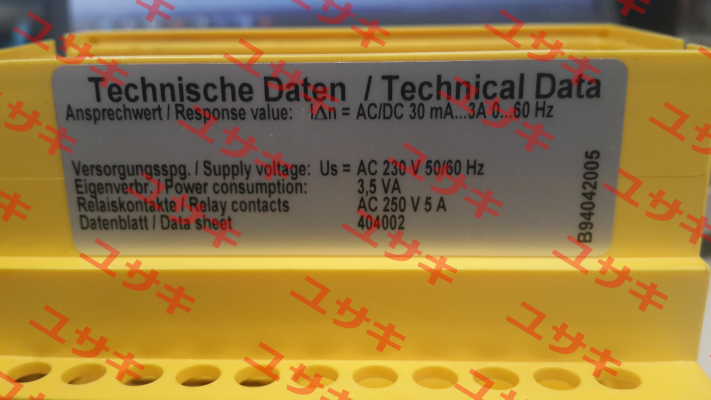 Technische Daten / Technical Data
Ansprechwert / Response value: IΔn = AC/DC 30 mA...3A 0...60 Hz
Versorgungsspg. / Supply voltage: Us = AC 230 V 50/60 Hz
Eigenverbr. / Power consumption: 3,5 VA
Relaiskontakte / Relay contacts AC 250 V 5 A
Datenblatt / Data sheet 404002
B94042005
ユサキ